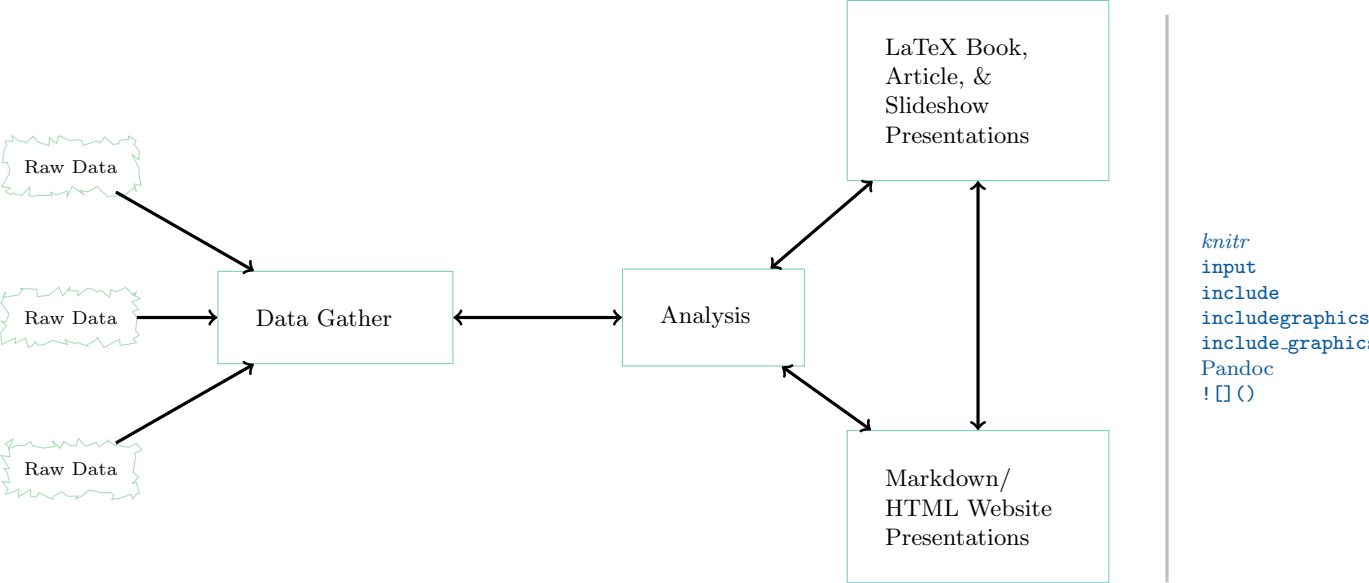 LaTeX Book,
Article, &
Slideshow
Presentations
Raw Data
Raw Data
Raw Data
Data Gather
Analysis
Markdown/
HTML Website
Presentations
knitr
input
include
includegraphics
include_graphics
Pandoc
![]()